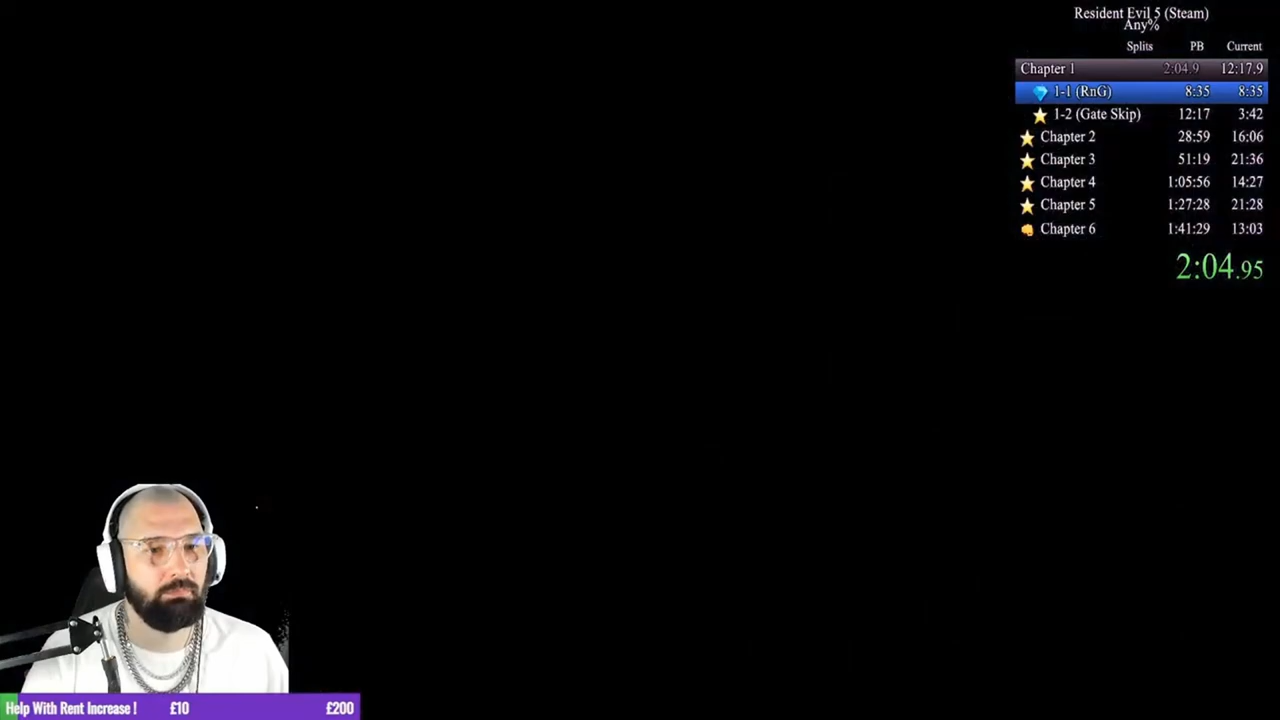 Resident Evil 5 (Steam)
Any%
Splits PB Current
Chapter 1 2:04.9 12:17.9
1-1 (RnG) 8:35 8:35
1-2 (Gate Skip) 12:17 3:42
Chapter 2 28:59 16:06
Chapter 3 51:19 21:36
Chapter 4 1:05:56 14:27
Chapter 5 1:27:28 21:28
Chapter 6 1:41:29 13:03
2:04.95
Help With Rent Increase ! £10 £200